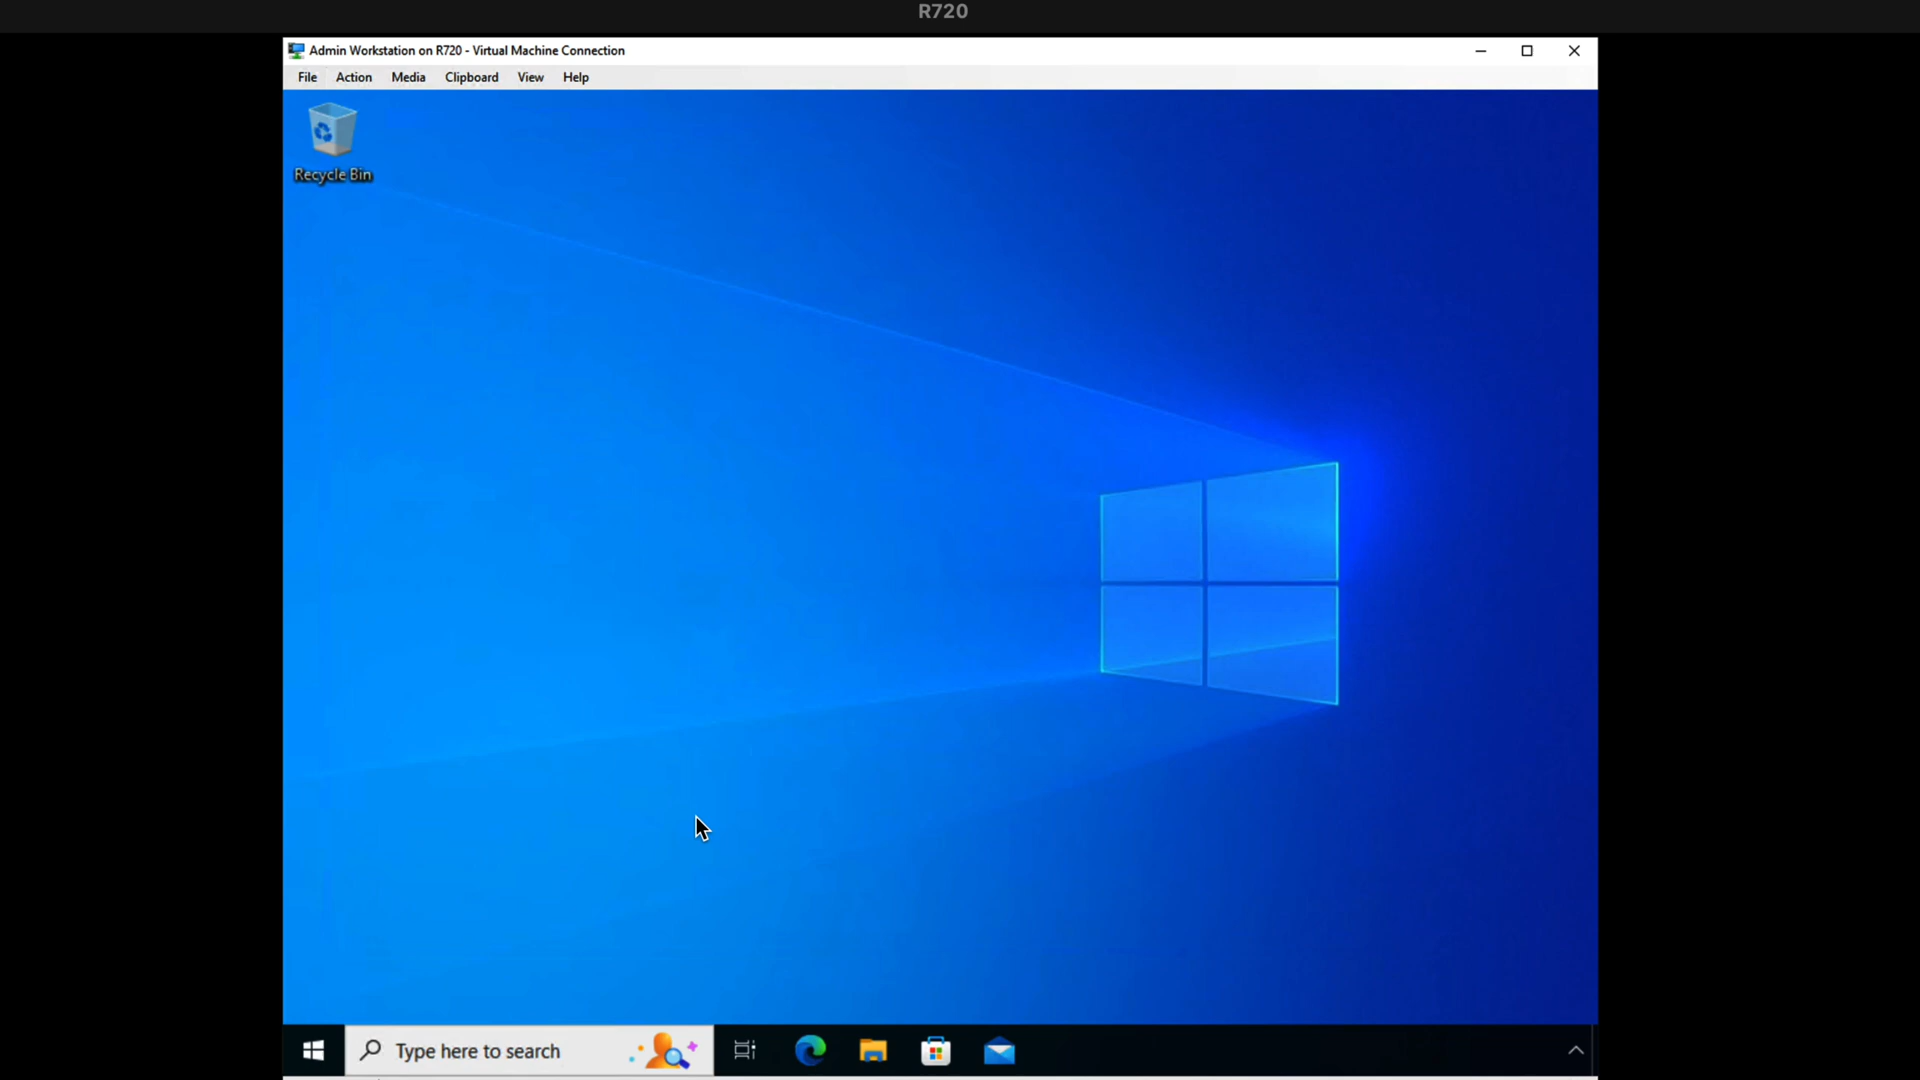 R720
Admin Workstation on R720 - Virtual Machine Connection
File Action Media Clipboard View Help
Recycle Bin
Type here to search